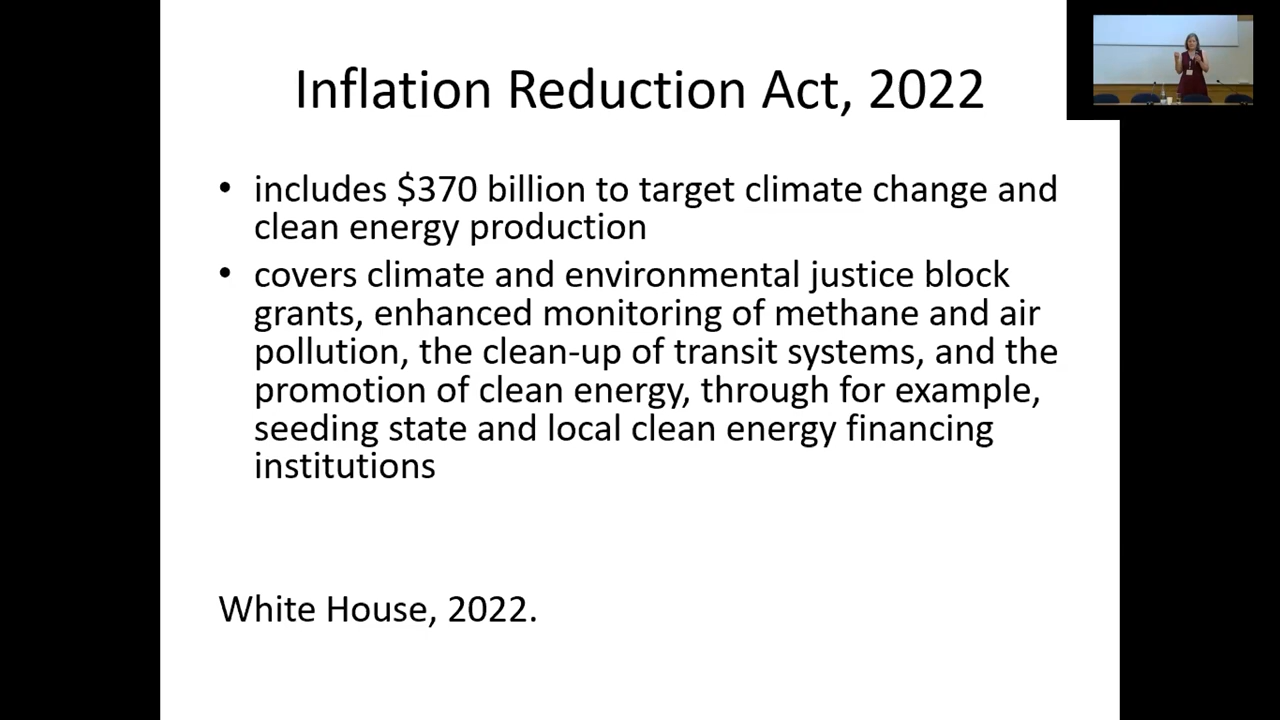 Inflation Reduction Act, 2022
• includes $370 billion to target climate change and
clean energy production
• covers climate and environmental justice block
grants, enhanced monitoring of methane and air
pollution, the clean-up of transit systems, and the
promotion of clean energy, through for example,
seeding state and local clean energy financing
institutions
White House, 2022.